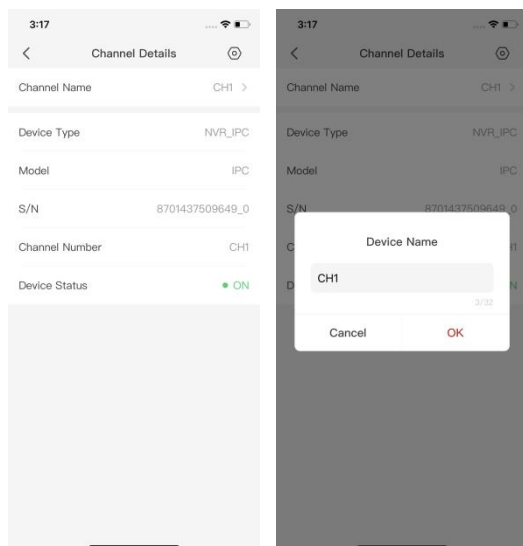 3:17
Channel Details
Channel Name CH1
Device Type NVR_IPC
Model IPC
S/N 8701437509649_0
Channel Number CH1
Device Status ON
3:17
Channel Details
Channel Name CH1
Device Type NVR_IPC
Model IPC
S/N 8701437509649_0
Device Name
CH1
3/32
Cancel OK